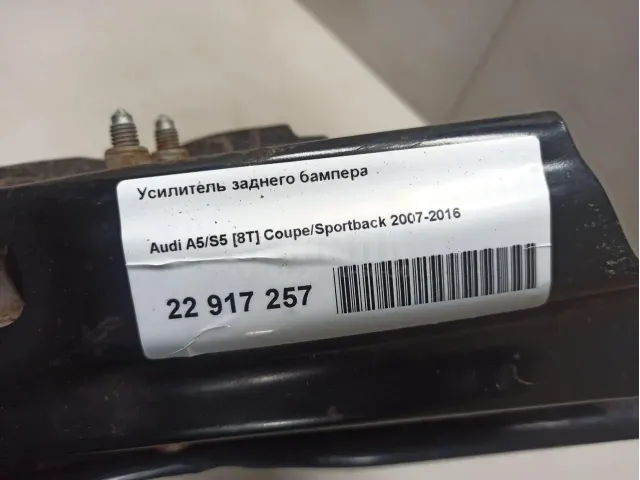 Усилитель заднего бампера
Audi A5/S5 [8T] Coupe/Sportback 2007-2016
22 917 257